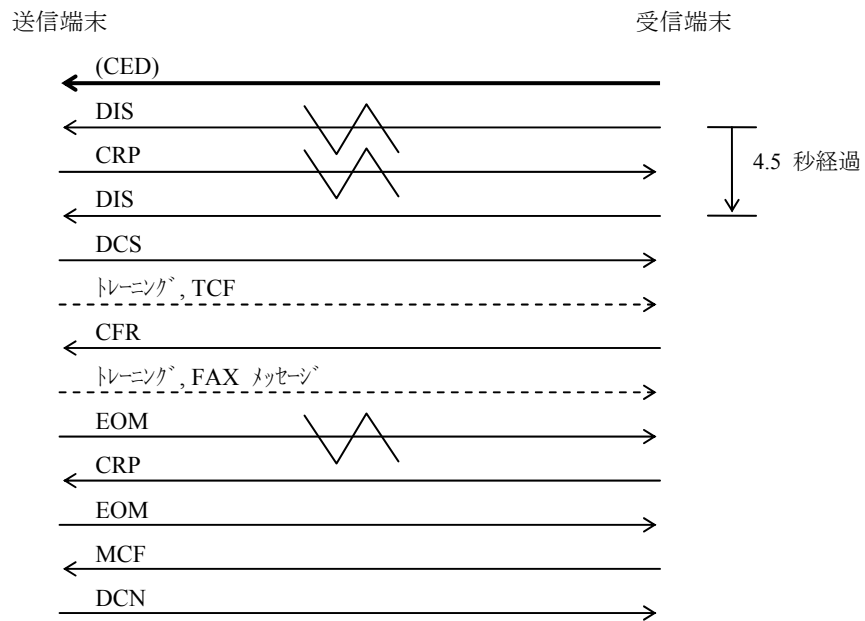 送信端末
受信端末
(CED)
DIS
CRP
4.5 秒経過
DIS
DCS
ﾄﾚｰﾆﾝｸﾞ, TCF
CFR
ﾄﾚｰﾆﾝｸﾞ, FAX ﾒｯｾｰｼﾞ
EOM
CRP
EOM
MCF
DCN